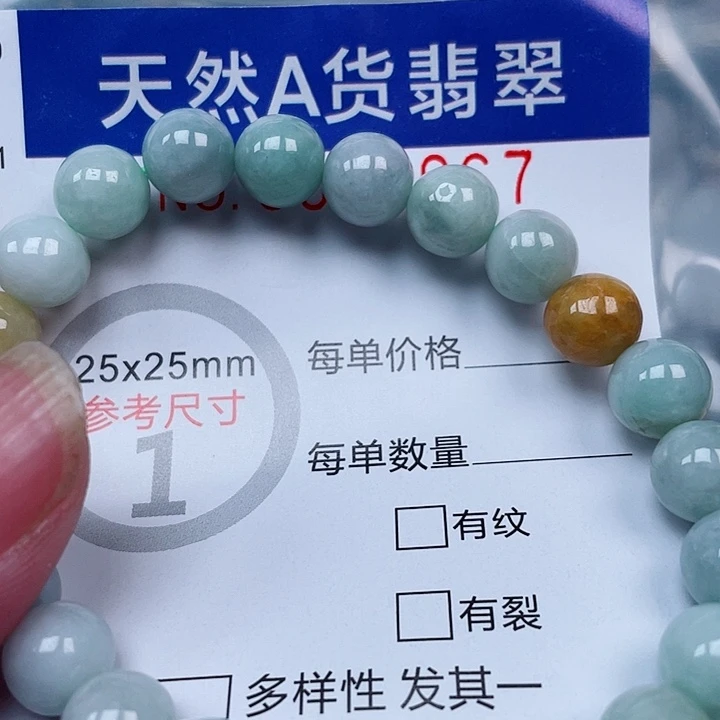 天然A货翡翠
25x25mm
参考尺寸
1
每单价格
每单数量
有纹
有裂
多样性 发其一